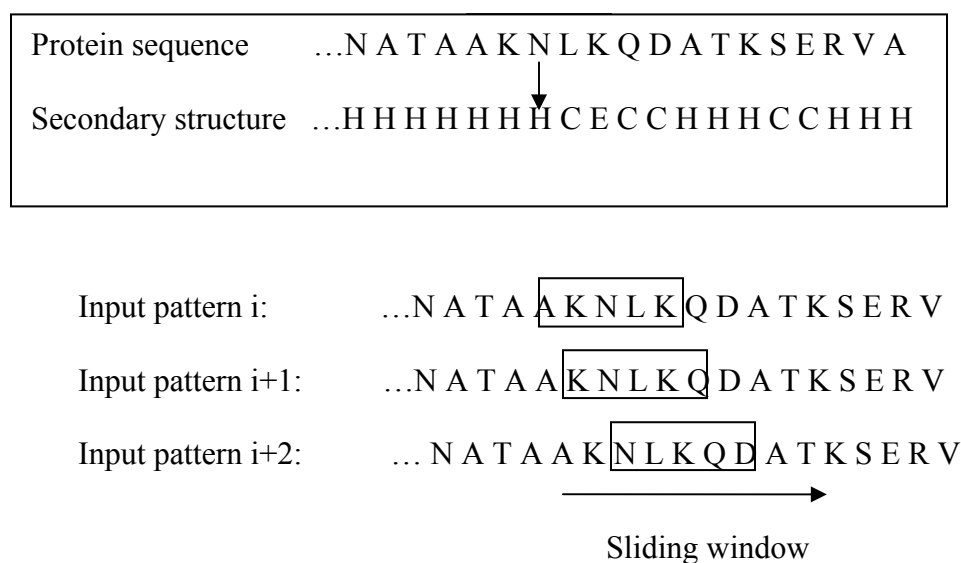 Protein sequence …N A T A A K N L K Q D A T K S E R V A
Secondary structure …H H H H H H H C E C C H H H C C H H H
Input pattern i: …N A T A A K N L K Q D A T K S E R V
Input pattern i+1: …N A T A A K N L K Q D A T K S E R V
Input pattern i+2: … N A T A A K N L K Q D A T K S E R V
Sliding window